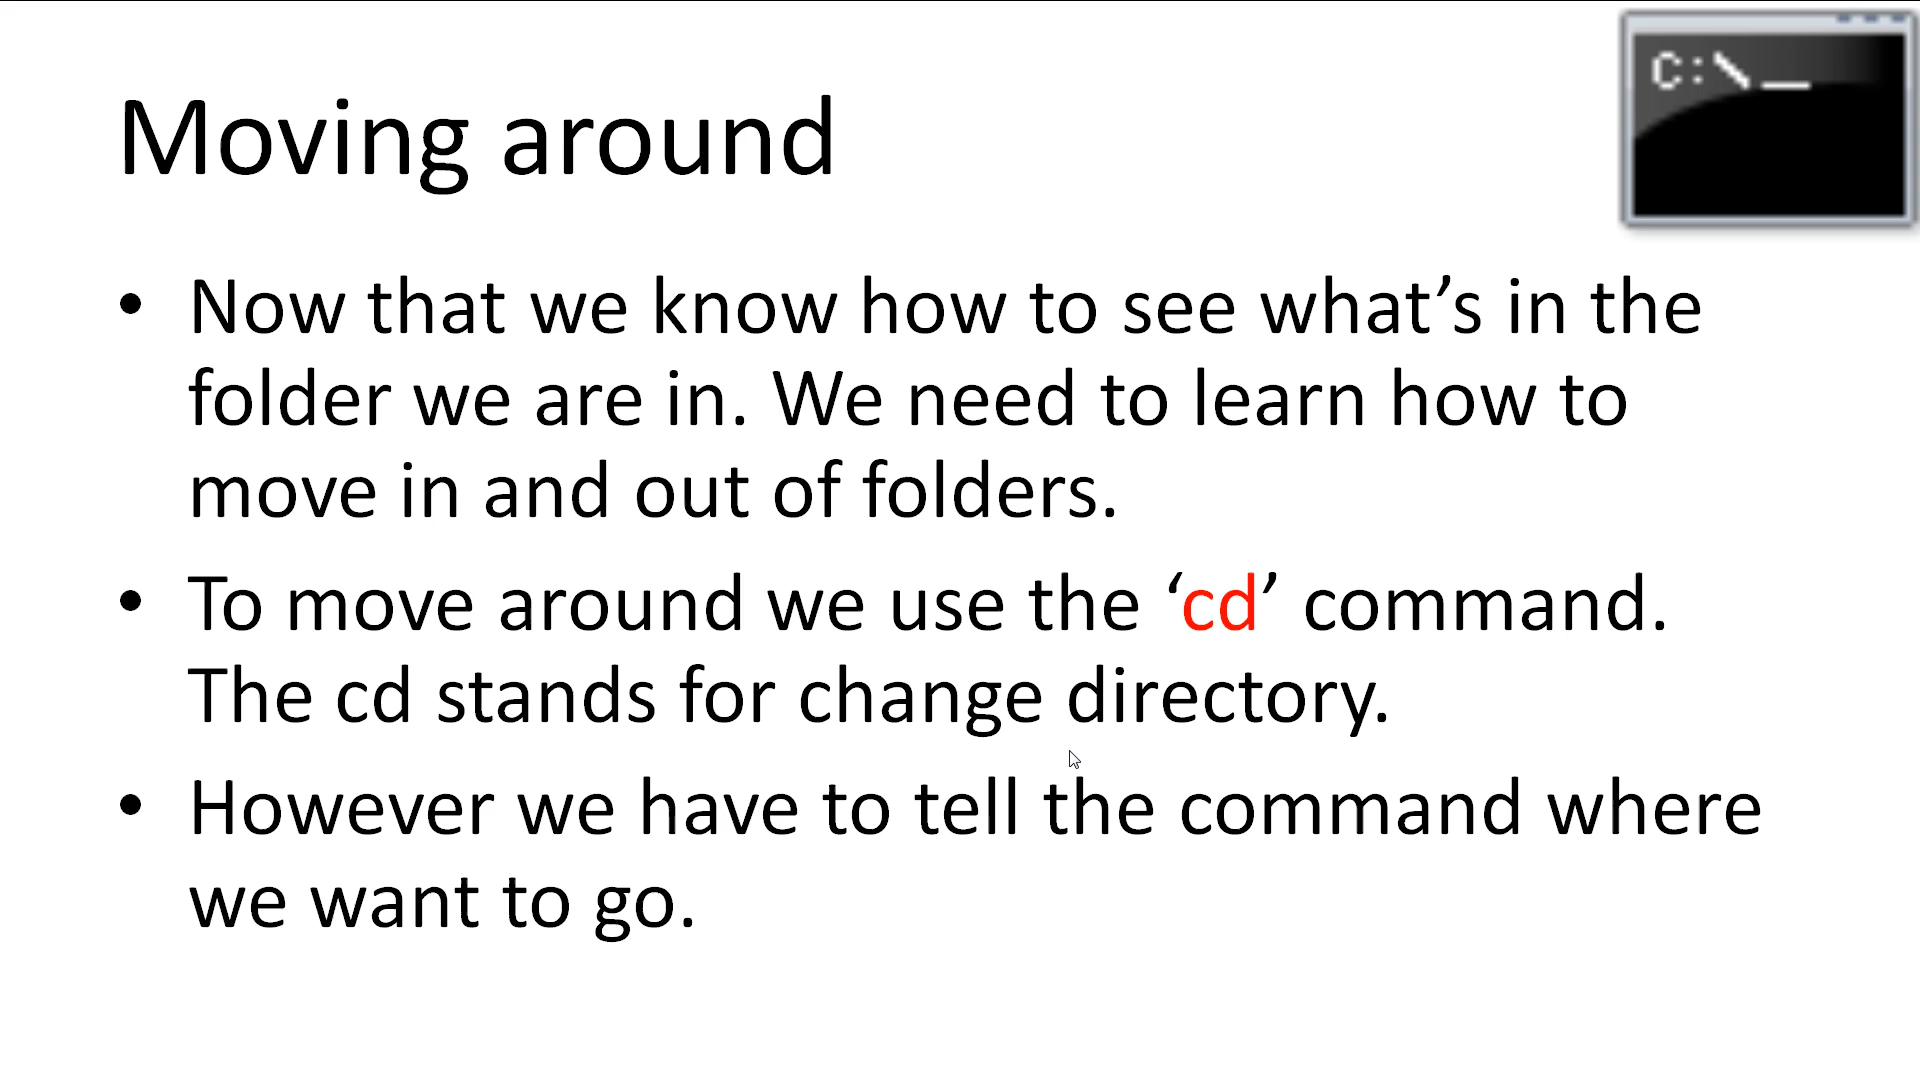 C:\_
Moving around
• Now that we know how to see what’s in the
folder we are in. We need to learn how to
move in and out of folders.
• To move around we use the ‘cd’ command.
The cd stands for change directory.
• However we have to tell the command where
we want to go.